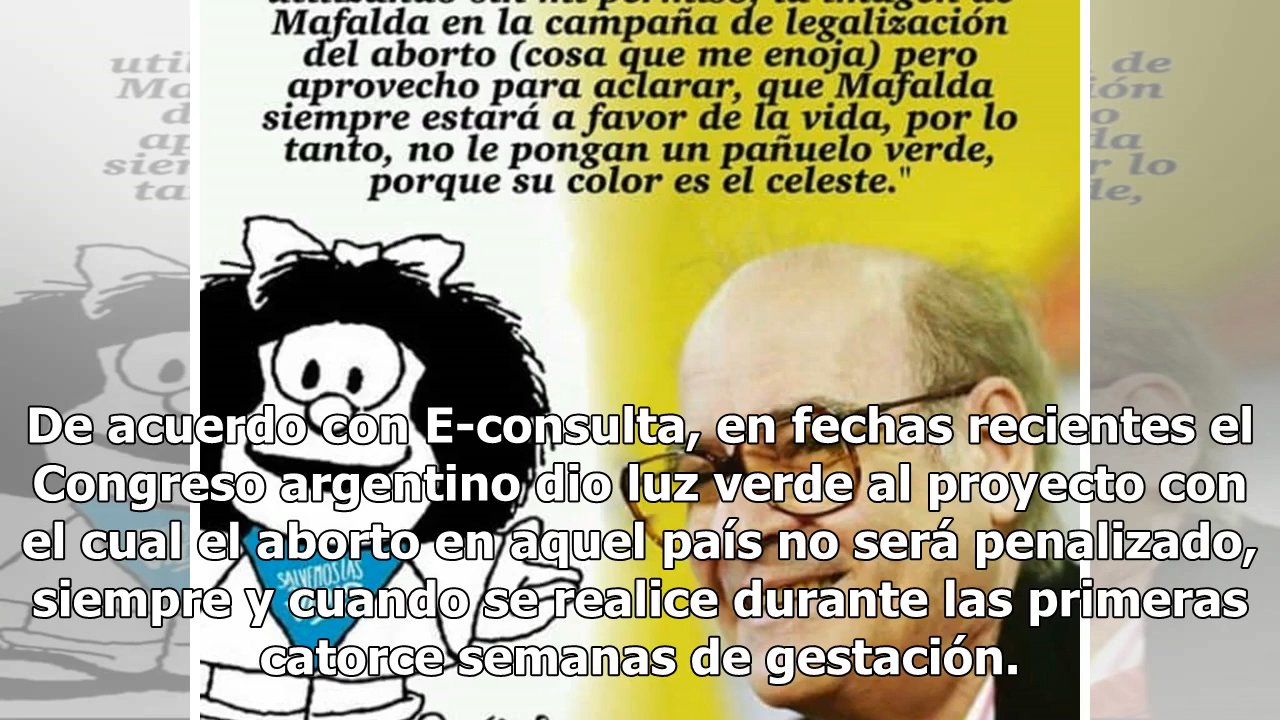 Mafalda en la campaña de legalización
del aborto (cosa que me enoja) pero
aprovecho para aclarar, que Mafalda
siempre estará a favor de la vida, por lo
tanto, no le pongan un pañuelo verde,
porque su color es el celeste."
SALVEMOS LAS
De acuerdo con E-consulta, en fechas recientes el
Congreso argentino dio luz verde al proyecto con
el cual el aborto en aquel país no será penalizado,
siempre y cuando se realice durante las primeras
catorce semanas de gestación.